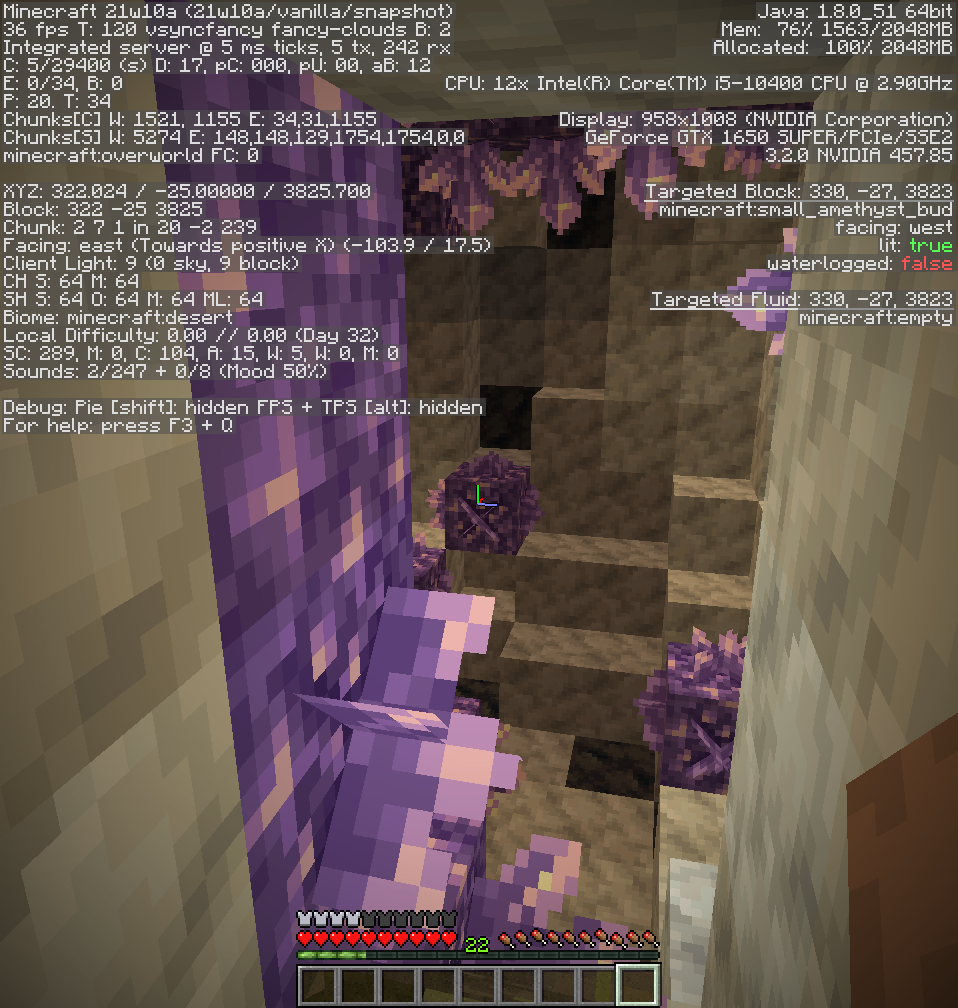 Minecraft 21w10a (21w10a/vanilla/snapshot)
36 fps T: 120 vsyncfancy fancy-clouds B: 2
Integrated server @ 5 ms ticks, 5 tx, 242 rx
C: 5/29400 (s) D: 17, pC: 000, pU: 00, aB: 12
E: 0/34, B: 0
P: 20. T: 34
Chunks[C] W: 1521, 1155 E: 34,31,1155
Chunks[S] W: 5274 E: 148,148,129,1754,1754,0,0
minecraft:overworld FC: 0
XYZ: 322.024 / -25.00000 / 3825.700
Block: 322 -25 3825
Chunk: 2 7 1 in 20 -2 239
Facing: east (Towards positive X) (-103.9 / 17.5)
Client Light: 9 (0 sky, 9 block)
CH S: 64 M: 64
SH S: 64 O: 64 M: 64 ML: 64
Biome: minecraft:desert
Local Difficulty: 0.00 // 0.00 (Day 32)
SC: 289, M: 0, C: 104, A: 15, W: 5, W: 0, M: 0
Sounds: 2/247 + 0/8 (Mood 50%)
Debug: Pie [shift]: hidden FPS + TPS [alt]: hidden
For help: press F3 + Q
Java: 1.8.0_51 64bit
Mem: 76% 1563/2048MB
Allocated: 100% 2048MB
CPU: 12x Intel(R) Core(TM) i5-10400 CPU @ 2.90GHz
Display: 958x1008 (NVIDIA Corporation)
GeForce GTX 1650 SUPER/PCIe/SSE2
3.2.0 NVIDIA 457.85
Targeted Block: 330, -27, 3823
minecraft:small_amethyst_bud
facing: west
lit: true
waterlogged: false
Targeted Fluid: 330, -27, 3823
minecraft:empty
22